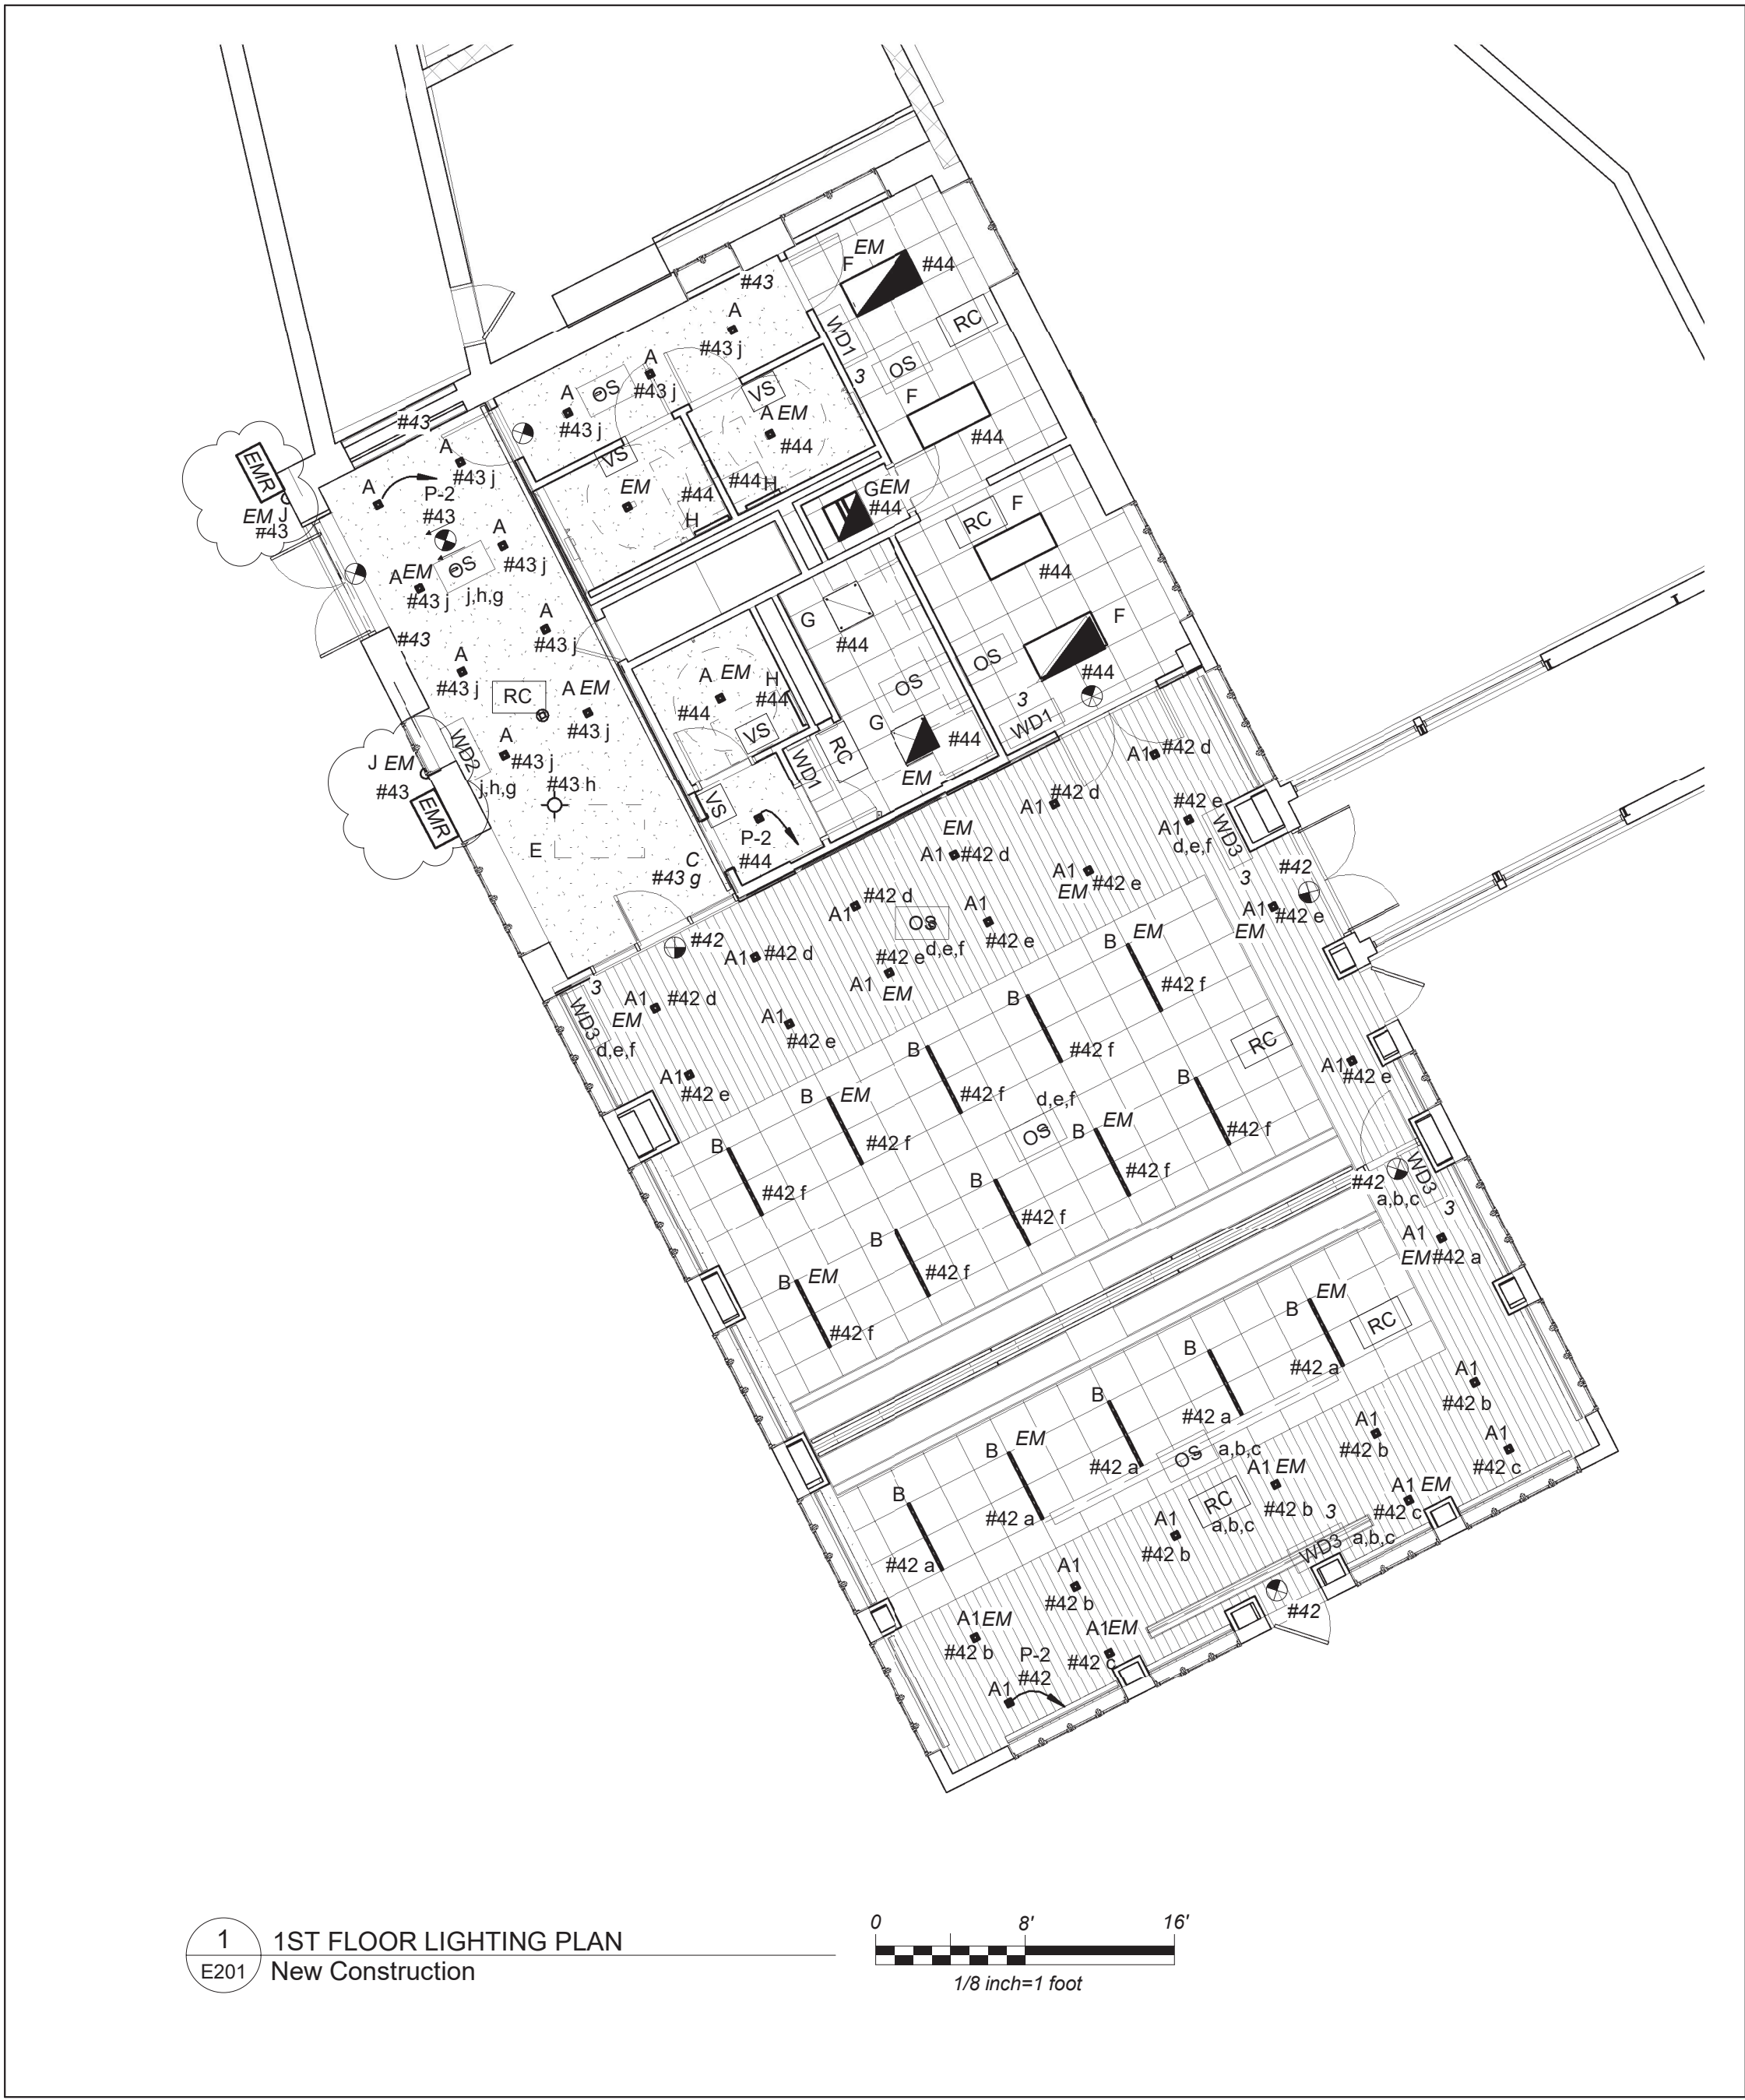 EM
F
#44
#43
A
#43 j
WD1
RC
3
OS
A
#43 j
A
OS
#43 j
VS
A EM
#44
F
#44
#43
A
#43 j
VS
EMR
EM J
#43
A
P-2
#43
EM
#44
H
#44
H
G EM
#44
RC
F
#44
A
#43 j
A EM
#43 j
OS
j,h,g
#43
A
#43 j
G
#44
F
#44
OS
A
#43 j
RC
A EM
#43 j
A EM
#44
H
#44
VS
OS
3
WD1
G
#44
EM
WD1
RC
A
#43 j
WD2
j,h,g
J EM
#43
EMR
#43 h
E
VS
P-2
#44
C
#43 g
A1
#42 d
A1
#42 d
#42 e
A1
d,e,f
WD3
3
#42
EM
A1
#42 d
A1
EM
#42 e
A1
#42 e
EM
#42 d
A1
OS
d,e,f
A1
#42 e
#42
A1
#42 d
#42 e
A1
EM
B
EM
#42 f
3
WD3
d,e,f
A1
EM
#42 d
A1
#42 e
B
#42 f
RC
A1
#42 e
B
#42 f
A1
#42 e
B
EM
#42 f
d,e,f
OS
B
EM
#42 f
B
#42 f
B
#42 f
B
#42 f
#42
a,b,c
WD3
3
A1
EM
#42 a
B
#42 f
B
EM
#42 f
B
EM
#42 a
RC
B
#42 a
A1
#42 b
B
#42 a
A1
#42 b
A1
#42 c
B
EM
#42 a
OS
a,b,c
RC
a,b,c
A1 EM
#42 b
A1 EM
#42 c
B
#42 a
A1
#42 b
3
WD3
a,b,c
A1
#42 b
#42
A1 EM
#42 b
A1 EM
#42 c
P-2
#42
A1
1
E201
1ST FLOOR LIGHTING PLAN
New Construction
0 8' 16'
1/8 inch=1 foot